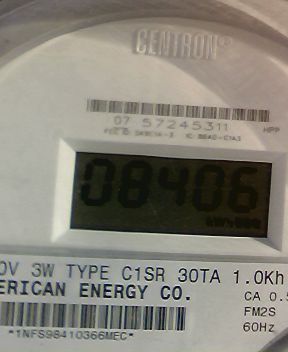 CENTRON®
07 57245311 HPP
08406
0V 3W TYPE C1SR 30TA 1.0Kh
ERICAN ENERGY CO. CA 0.5
FM2S
*1NFS98410366MEC* 60Hz